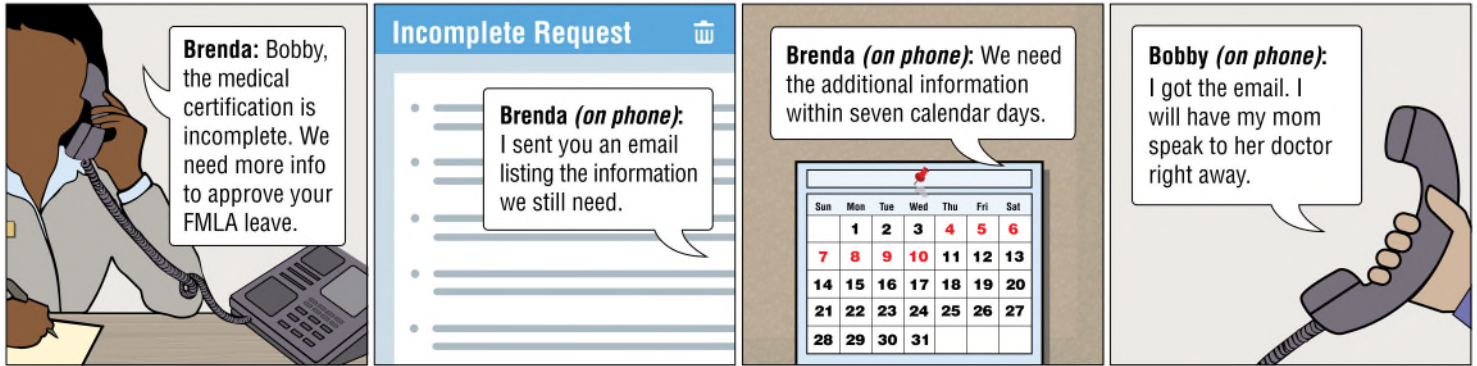 Brenda: Bobby,
the medical
certification is
incomplete. We
need more info
to approve your
FMLA leave.
Incomplete Request
Brenda (on phone):
I sent you an email
listing the information
we still need.
Brenda (on phone): We need
the additional information
within seven calendar days.
Sun Mon Tue Wed Thu Fri Sat
1 2 3 4 5 6
7 8 9 10 11 12 13
14 15 16 17 18 19 20
21 22 23 24 25 26 27
28 29 30 31
Bobby (on phone):
I got the email. I
will have my mom
speak to her doctor
right away.